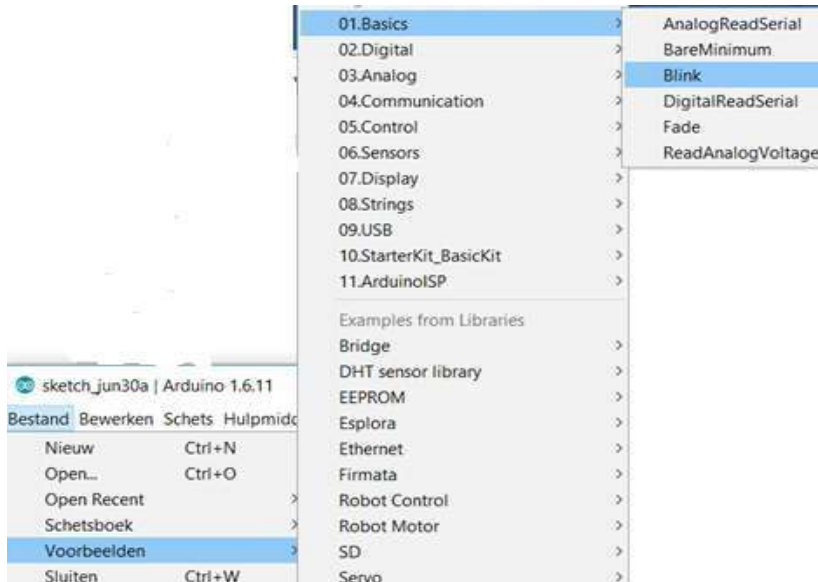 01.Basics
02.Digital
03.Analog
04.Communication
05.Control
06.Sensors
07.Display
08.Strings
09.USB
10.StarterKit_BasicKit
11.ArduinoISP
Examples from Libraries
Bridge
DHT sensor library
EEPROM
Esplora
Ethernet
Firmata
Robot Control
Robot Motor
SD
Servo
AnalogReadSerial
BareMinimum
Blink
DigitalReadSerial
Fade
ReadAnalogVoltage
sketch_jun30a | Arduino 1.6.11
Bestand Bewerken Schets Hulpmidd
Nieuw Ctrl+N
Open... Ctrl+O
Open Recent
Schetsboek
Voorbeelden
Sluiten Ctrl+W